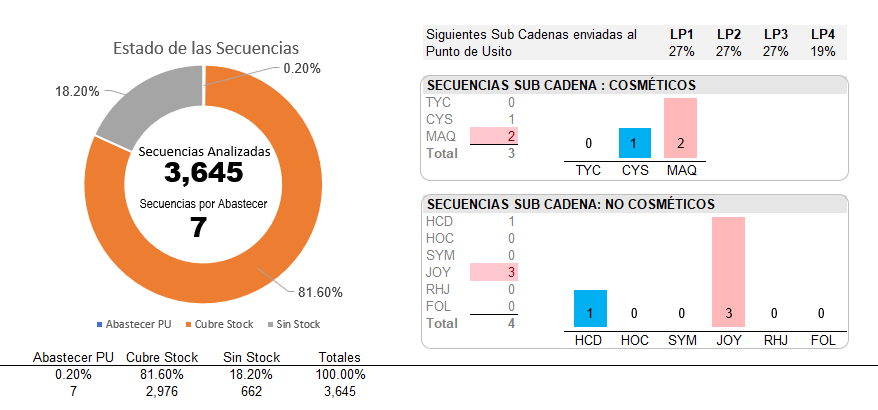 Estado de las Secuencias
0.20%
18.20%
Secuencias Analizadas
3,645
Secuencias por Abastecer
7
81.60%
Abastecer PU Cubre Stock Sin Stock
Abastecer PU Cubre Stock Sin Stock Totales
0.20% 81.60% 18.20% 100.00%
7 2,976 662 3,645
Siguientes Sub Cadenas enviadas al LP1 LP2 LP3 LP4
Punto de Usito 27% 27% 27% 19%
SECUENCIAS SUB CADENA : COSMÉTICOS
TYC 0
CYS 1
MAQ 2
Total 3
0 1 2
TYC CYS MAQ
SECUENCIAS SUB CADENA: NO COSMÉTICOS
HCD 1
HOC 0
SYM 0
JOY 3
RHJ 0
FOL 0
Total 4
1 0 0 3 0 0
HCD HOC SYM JOY RHJ FOL